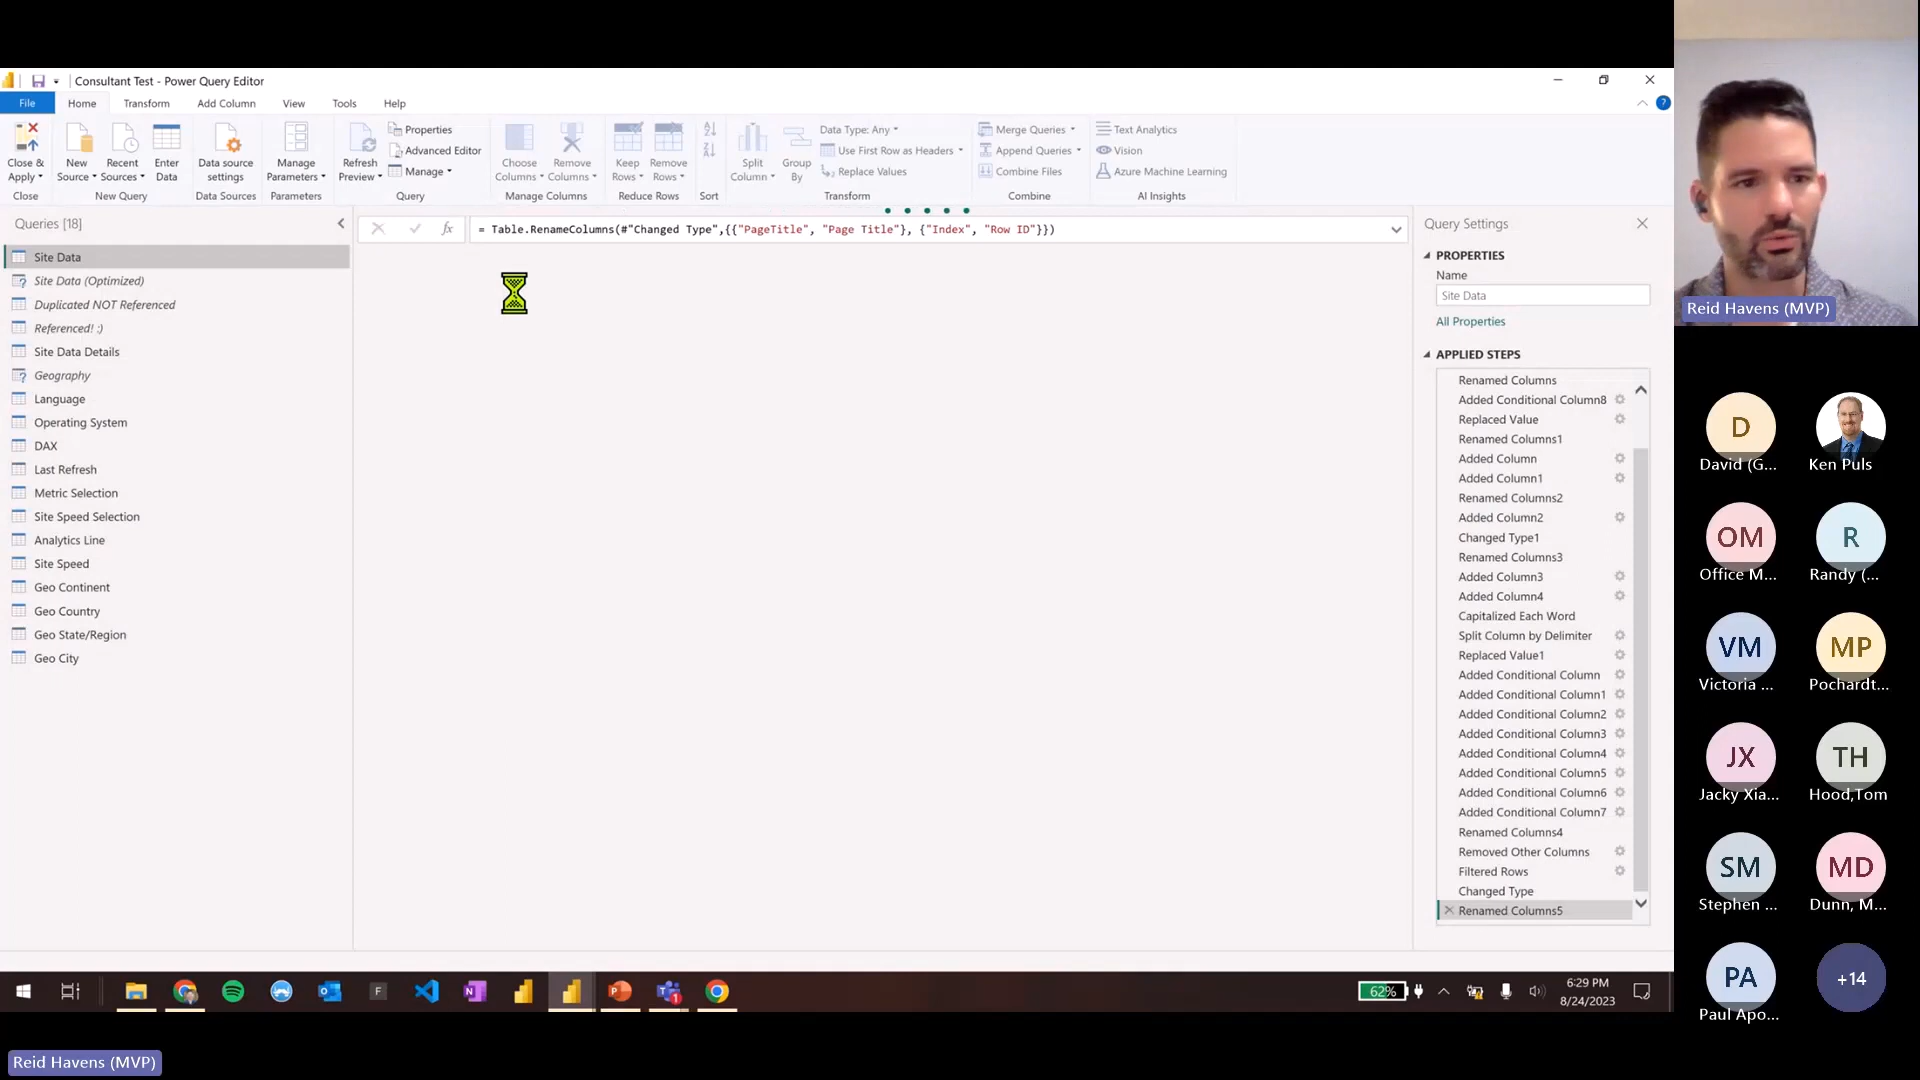 Consultant Test - Power Query Editor
File Home Transform Add Column View Tools Help
Close & Apply
New Source
Recent Sources
Enter Data
Data source settings
Manage Parameters
Refresh Preview
Properties
Advanced Editor
Manage
Choose Columns
Remove Columns
Keep Rows
Remove Rows
Split Column
Group By
Data Type: Any
Use First Row as Headers
Replace Values
Merge Queries
Append Queries
Combine Files
Text Analytics
Vision
Azure Machine Learning
Close New Query Data Sources Parameters Query Manage Columns Reduce Rows Sort Transform Combine AI Insights
Queries [18]
Site Data
Site Data (Optimized)
Duplicated NOT Referenced
Referenced! :)
Site Data Details
Geography
Language
Operating System
DAX
Last Refresh
Metric Selection
Site Speed Selection
Analytics Line
Site Speed
Geo Continent
Geo Country
Geo State/Region
Geo City
fx = Table.RenameColumns(#"Changed Type",{{"PageTitle", "Page Title"}, {"Index", "Row ID"}})
Query Settings
PROPERTIES
Name
Site Data
All Properties
APPLIED STEPS
Renamed Columns
Added Conditional Column8
Replaced Value
Renamed Columns1
Added Column
Added Column1
Renamed Columns2
Added Column2
Changed Type1
Renamed Columns3
Added Column3
Added Column4
Capitalized Each Word
Split Column by Delimiter
Replaced Value1
Added Conditional Column
Added Conditional Column1
Added Conditional Column2
Added Conditional Column3
Added Conditional Column4
Added Conditional Column5
Added Conditional Column6
Added Conditional Column7
Renamed Columns4
Removed Other Columns
Filtered Rows
Changed Type
Renamed Columns5
62%
6:29 PM
8/24/2023
Reid Havens (MVP)
D
David (G...
Ken Puls
OM
Office M...
R
Randy (...
VM
Victoria ...
MP
Pochardt...
JX
Jacky Xia...
TH
Hood,Tom
SM
Stephen ...
MD
Dunn, M...
PA
Paul Apo...
+14
Reid Havens (MVP)